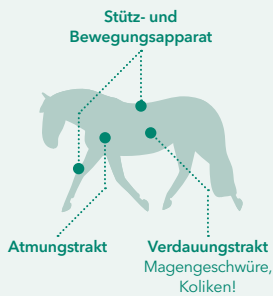 Stütz- und
Bewegungsapparat
Atmungstrakt
Verdauungstrakt
Magengeschwüre,
Koliken!